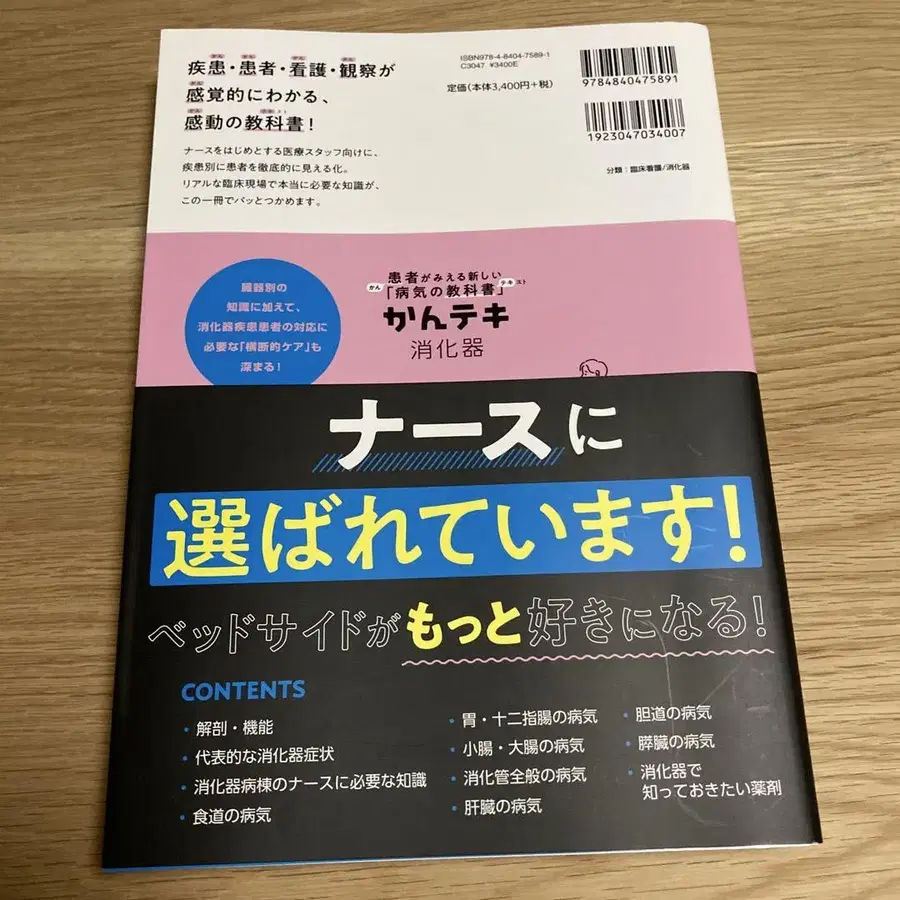 疾患・患者・看護・観察が
感覚的にわかる、
感動の教科書!
ナースをはじめとする医療スタッフ向けに、
疾患別に患者を徹底的に見える化。
リアルな臨床現場で本当に必要な知識が、
この一冊でパッとつかめます。
ISBN978-4-8404-7589-1
C3047 ¥3400E
定価(本体3,400円+税)
9784840475891
1923047034007
分類:臨床看護/消化器
臓器別の
知識に加えて、
消化器疾患患者の対応に
必要な「横断的ケア」も
深まる!
患者がみえる新しい
「病気の教科書」
かん
テキスト
かんテキ
消化器
ナースに
選ばれています!
ベッドサイドがもっと好きになる!
CONTENTS
・解剖・機能
・代表的な消化器症状
・消化器病棟のナースに必要な知識
・食道の病気
・胃・十二指腸の病気
・小腸・大腸の病気
・消化管全般の病気
・肝臓の病気
・胆道の病気
・膵臓の病気
・消化器で
知っておきたい薬剤